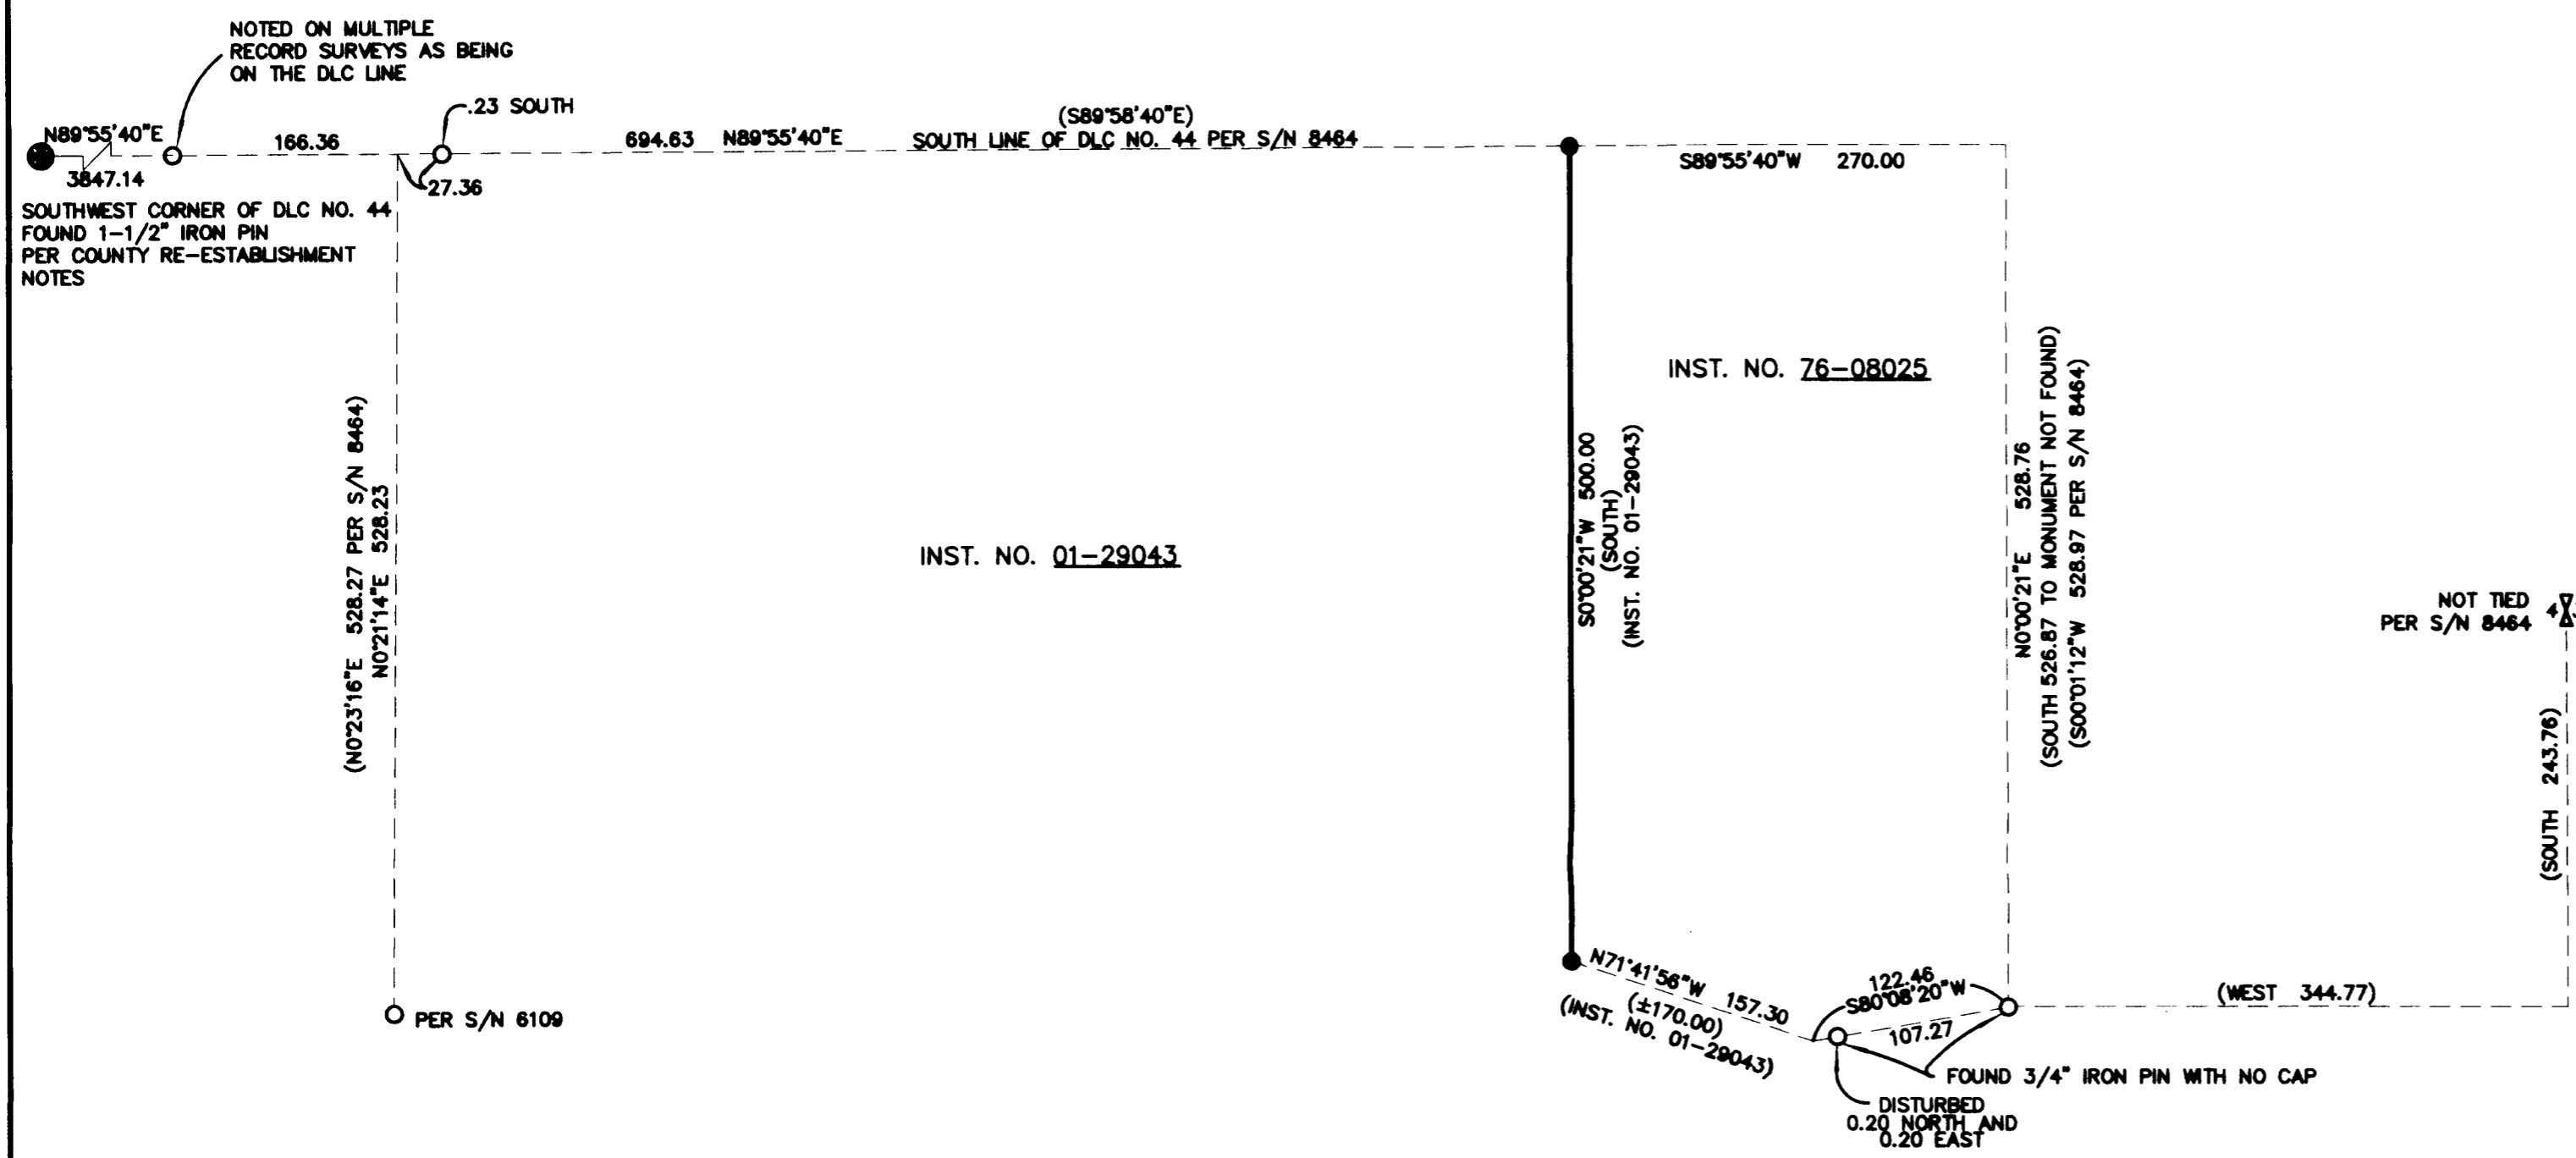 NOTED ON MULTIPLE
RECORD SURVEYS AS BEING
ON THE DLC LINE
.23 SOUTH
N89°55'40"E
3847.14
166.36
27.36
694.63 N89°55'40"E
(S89°58'40"E)
SOUTH LINE OF DLC NO. 44 PER S/N 8464
S89°55'40"W 270.00
SOUTHWEST CORNER OF DLC NO. 44
FOUND 1-1/2" IRON PIN
PER COUNTY RE-ESTABLISHMENT
NOTES
(N0°23'16"E 528.27 PER S/N 8464)
N0°21'14"E 528.23
INST. NO. 01-29043
S0°00'21"W 500.00
(SOUTH)
(INST. NO. 01-29043)
INST. NO. 76-08025
N0°00'21"E 528.76
(SOUTH 526.87 TO MONUMENT NOT FOUND)
(S00°01'12"W 528.97 PER S/N 8464)
NOT TIED
PER S/N 8464
(SOUTH 243.76)
PER S/N 6109
N71°41'56"W 157.30
(±170.00)
(INST. NO. 01-29043)
122.46
S80°08'20"W
107.27
(WEST 344.77)
FOUND 3/4" IRON PIN WITH NO CAP
DISTURBED
0.20 NORTH AND
0.20 EAST